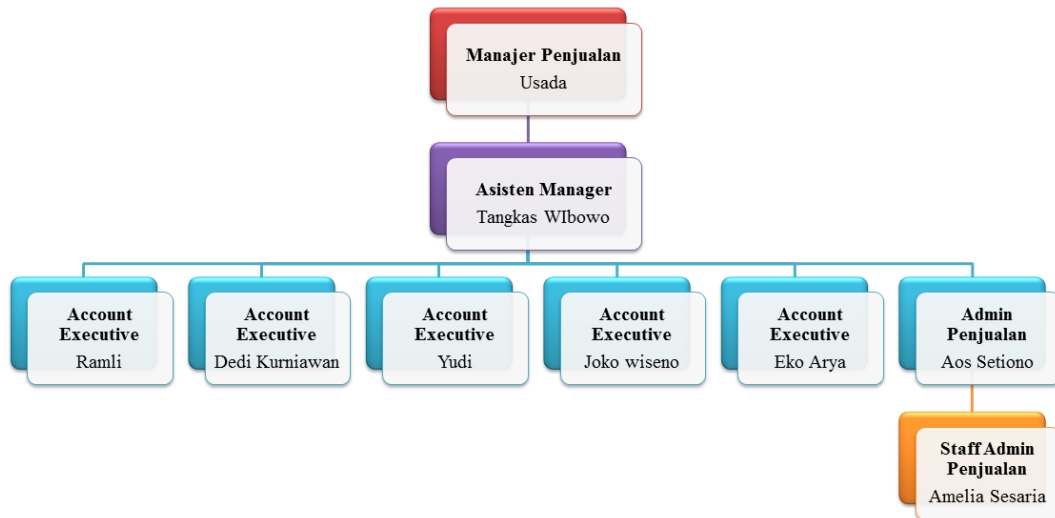 Manajer Penjualan
Usada
Asisten Manager
Tangkas WIbowo
Account
Executive
Ramli
Account
Executive
Dedi Kurniawan
Account
Executive
Yudi
Account
Executive
Joko wiseno
Account
Executive
Eko Arya
Admin
Penjualan
Aos Setiono
Staff Admin
Penjualan
Amelia Sesaria